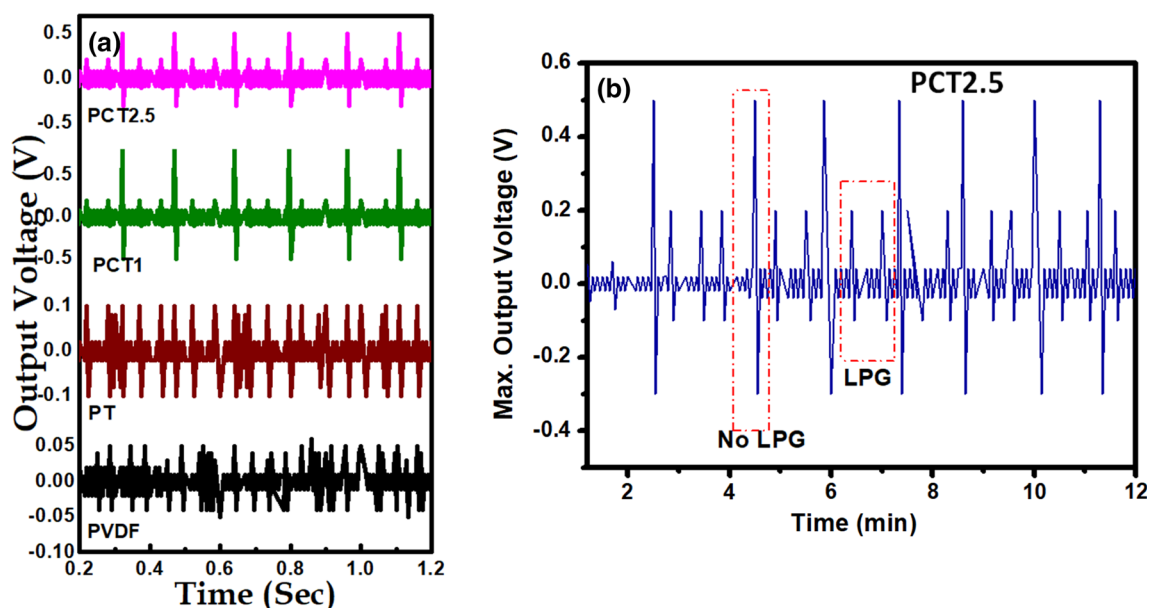 (a)
Output Voltage (V)
0.5
0.0
-0.5
PCT2.5
0.5
0.0
-0.5
PCT1
0.1
0.0
-0.1
PT
0.05
0.0
-0.05
-0.10
PVDF
0.2 0.4 0.6 0.8 1.0 1.2
Time (Sec)
(b)
PCT2.5
Max. Output Voltage (V)
0.6
0.4
0.2
0.0
-0.2
-0.4
LPG
No LPG
2 4 6 8 10 12
Time (min)